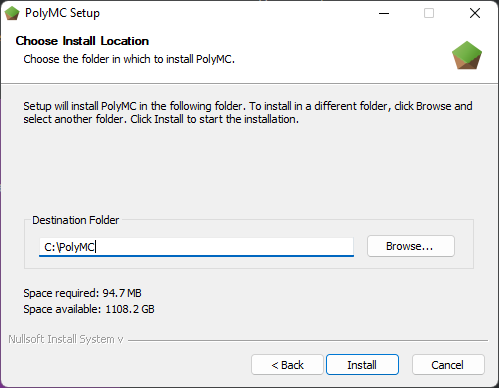 PolyMC Setup
Choose Install Location
Choose the folder in which to install PolyMC.
Setup will install PolyMC in the following folder. To install in a different folder, click Browse and
select another folder. Click Install to start the installation.
Destination Folder
C:\PolyMC
Browse...
Space required: 94.7 MB
Space available: 1108.2 GB
Nullsoft Install System v
< Back
Install
Cancel